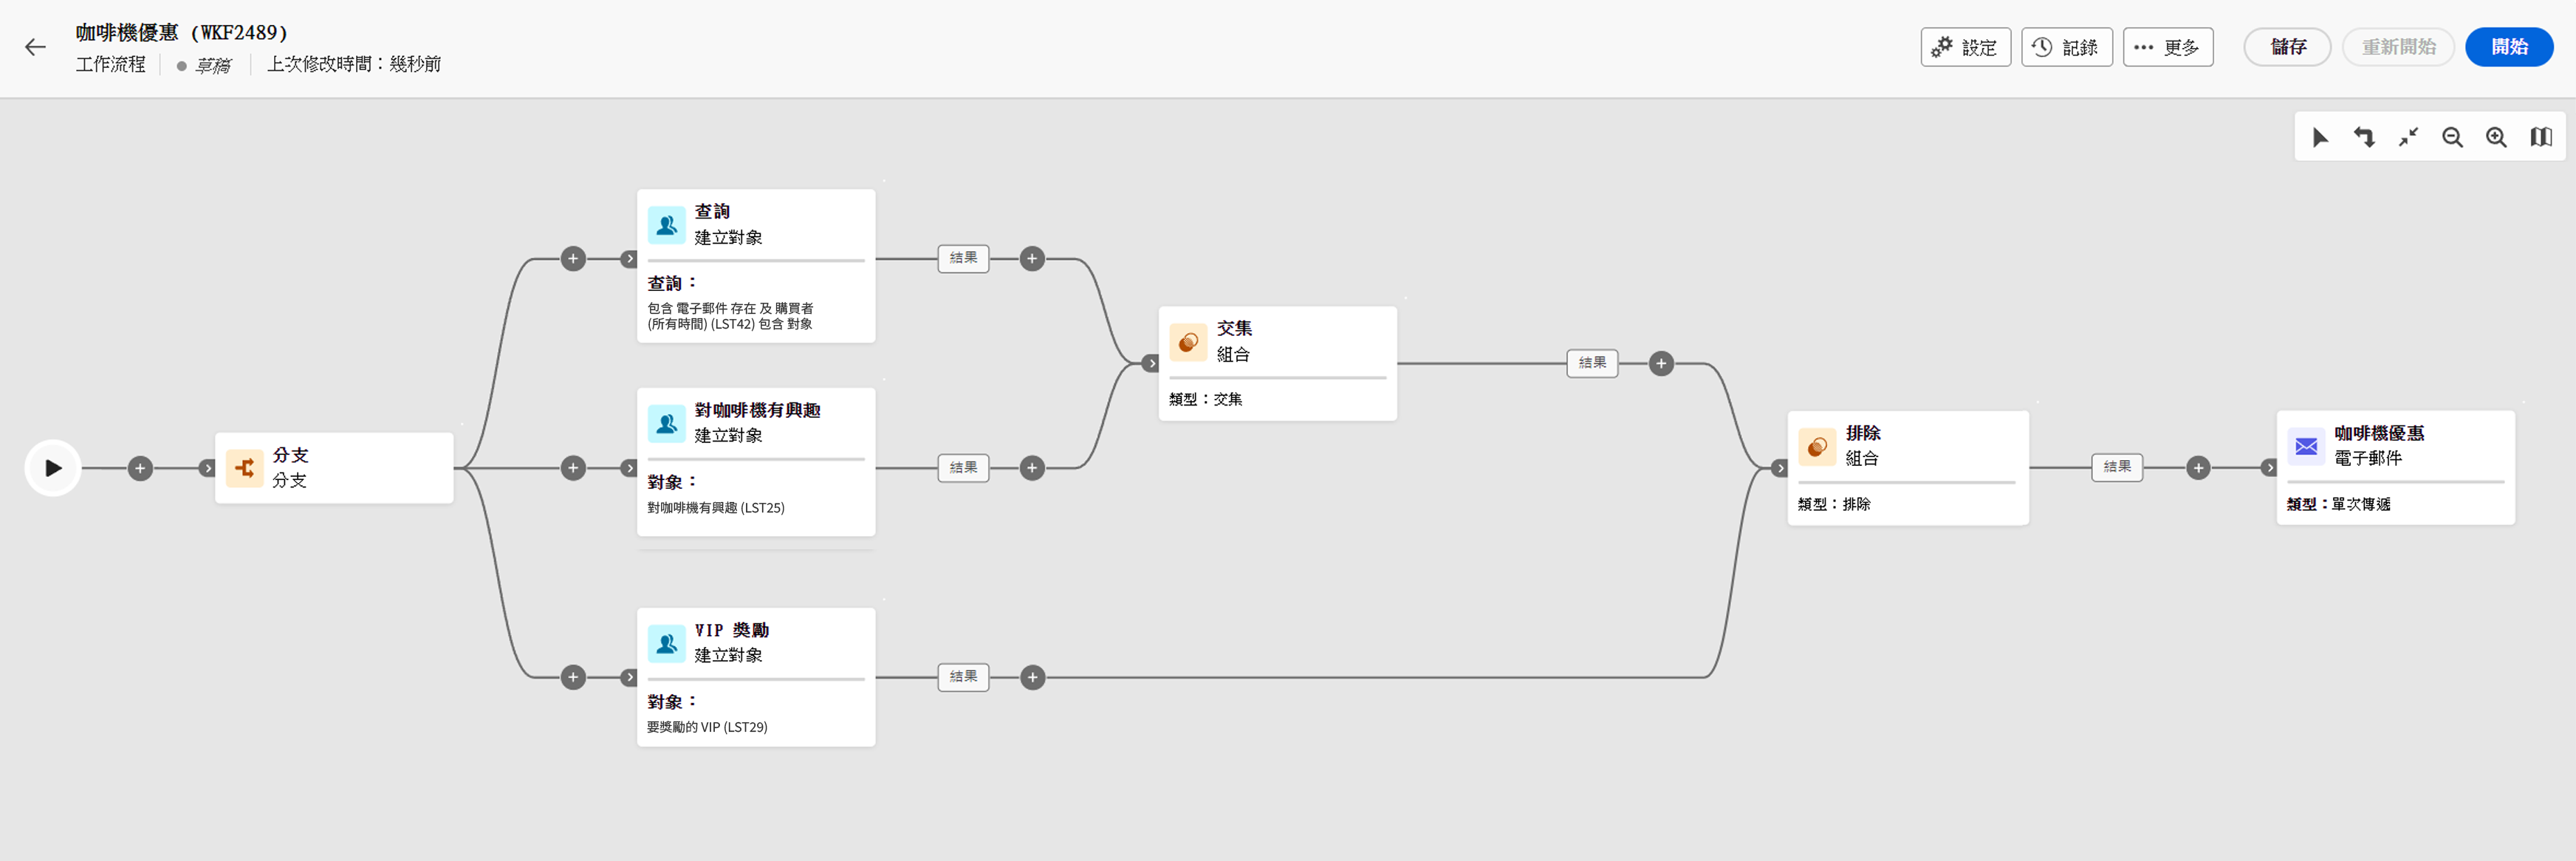 咖啡機優惠 (WKF2489)
工作流程 草稿 上次修改時間：幾秒前
設定 記錄 更多 儲存 重新開始 開始
分支
分支
查詢
建立對象
查詢：
包含 電子郵件 存在 及 購買者
(所有時間) (LST42) 包含 對象
結果
對咖啡機有興趣
建立對象
對象：
對咖啡機有興趣 (LST25)
結果
VIP 獎勵
建立對象
對象：
要獎勵的 VIP (LST29)
結果
交集
組合
類型：交集
結果
排除
組合
類型：排除
結果
咖啡機優惠
電子郵件
類型：單次傳遞